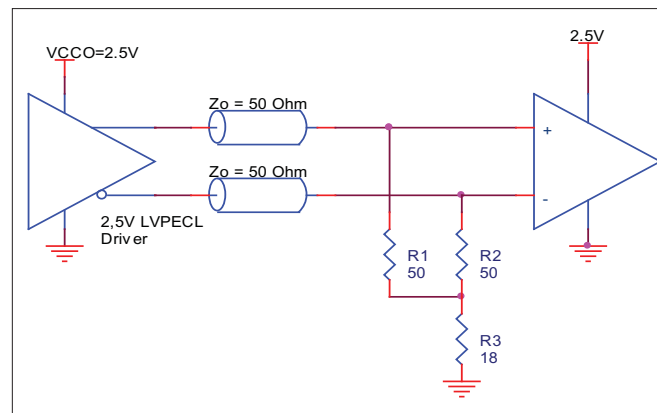 VCCO=2.5V
2.5V
Zo = 50 Ohm
+
Zo = 50 Ohm
-
2,5V LVPECL
Driver
R1
50
R2
50
R3
18